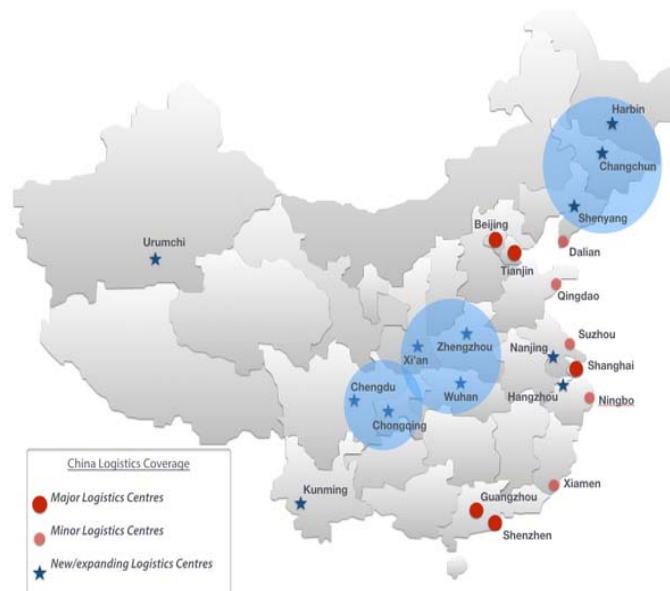 Harbin
Changchun
Shenyang
Beijing
Dalian
Urumchi
Tianjin
Qingdao
Suzhou
Zhengzhou
Nanjing
Xi'an
Shanghai
Chengdu
Wuhan
Hangzhou
Ningbo
Chongqing
China Logistics Coverage
Major Logistics Centres
Minor Logistics Centres
New/expanding Logistics Centres
Kunming
Xiamen
Guangzhou
Shenzhen